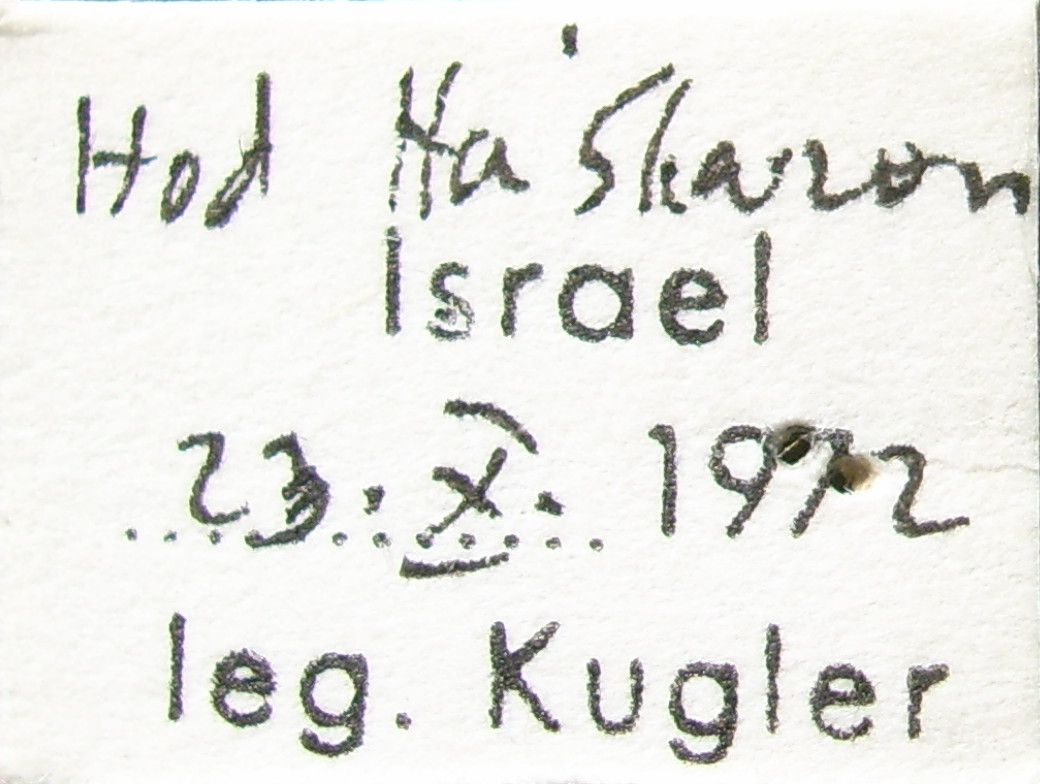 Hod Ha'Sharon
Israel
23. X. 1972
leg. Kugler